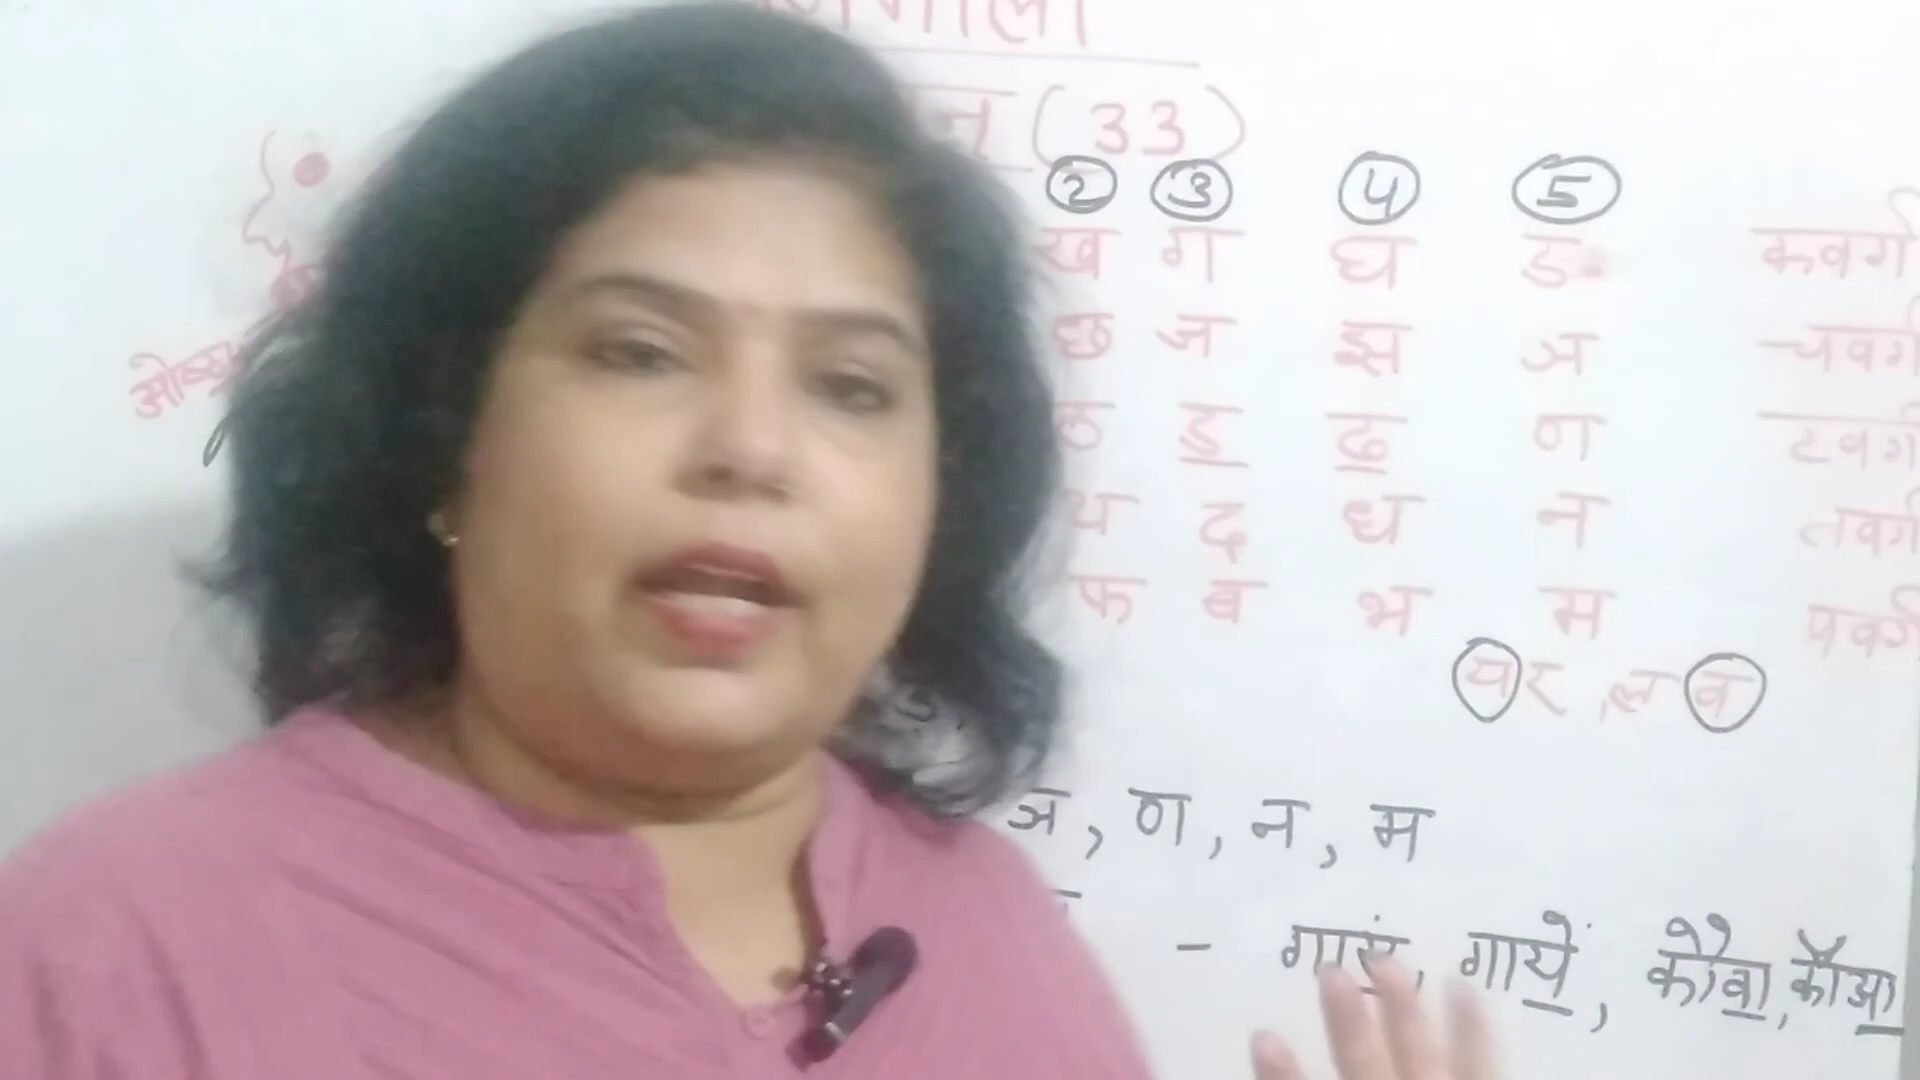 (33)
② ③ ④ ⑤
ख ग घ ड कवर्ग
छ ज झ ञ चवर्ग
ठ ड ढ ण टवर्ग
थ द ध न तवर्ग
फ ब भ म पवर्ग
य र, ल व
ञ, ण, न, म
- गाएं, गायें, कौवा, कौआ